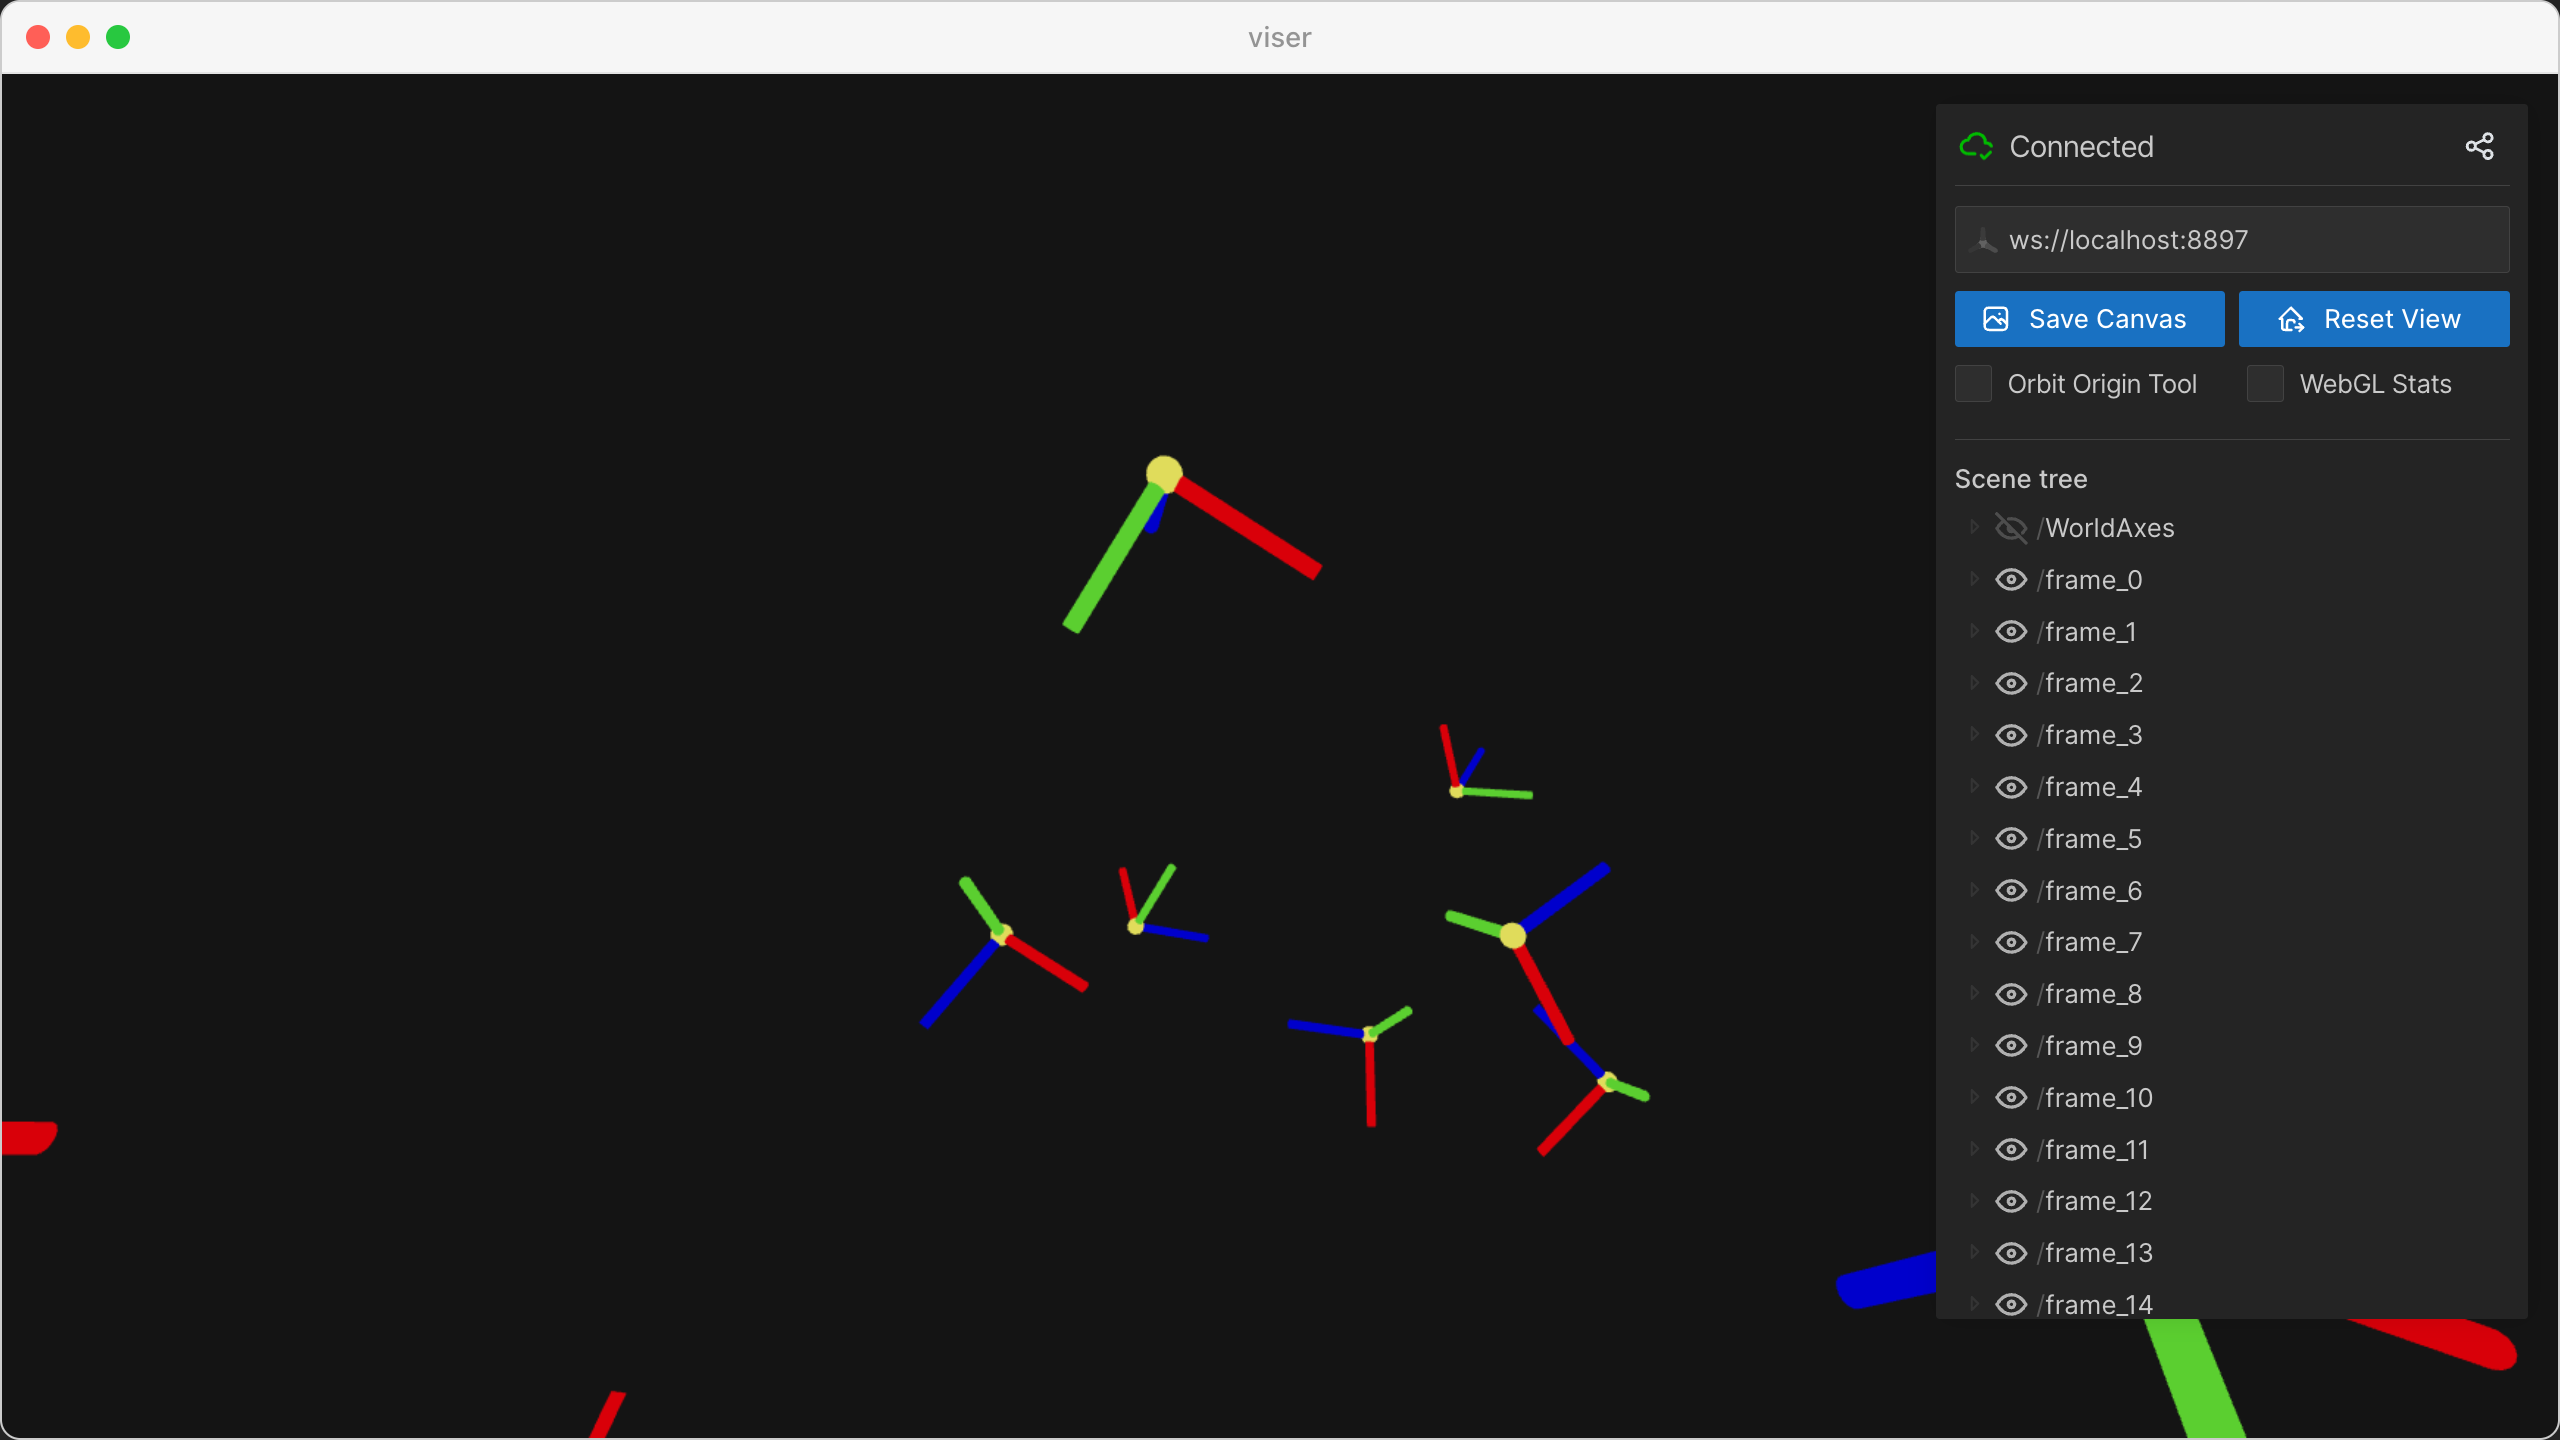 viser
Connected
ws://localhost:8897
Save Canvas
Reset View
Orbit Origin Tool
WebGL Stats
Scene tree
/WorldAxes
/frame_0
/frame_1
/frame_2
/frame_3
/frame_4
/frame_5
/frame_6
/frame_7
/frame_8
/frame_9
/frame_10
/frame_11
/frame_12
/frame_13
/frame_14